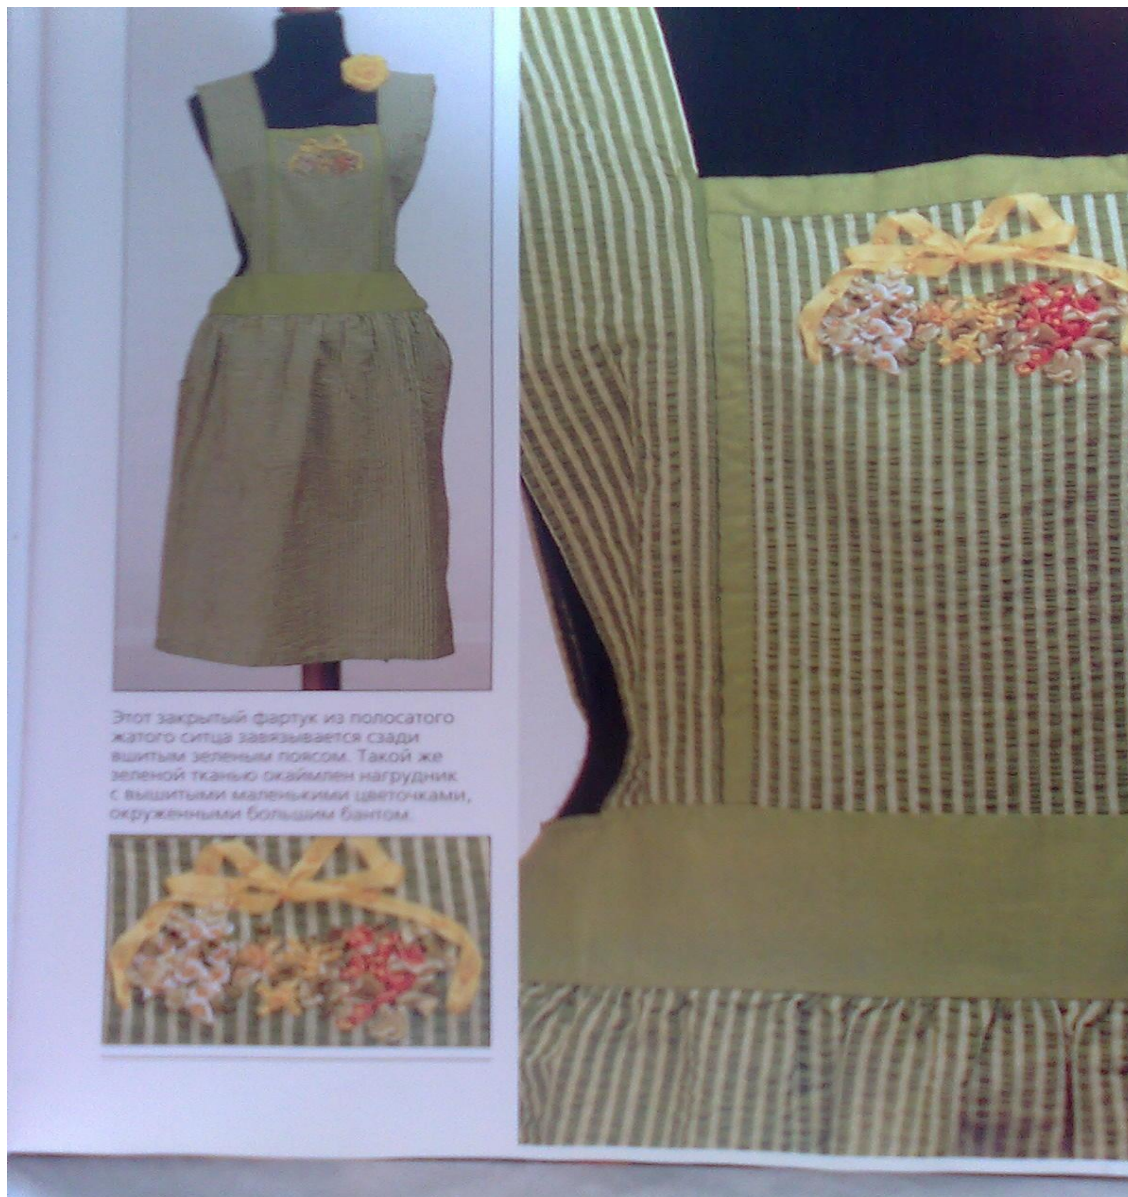 Этот закрытый фартук из полосатого
жатого ситца завязывается сзади
вшитым зеленым поясом. Такой же
зеленой тканью окаймлен нагрудник
с вышитыми маленькими цветочками,
окруженными большим бантом.